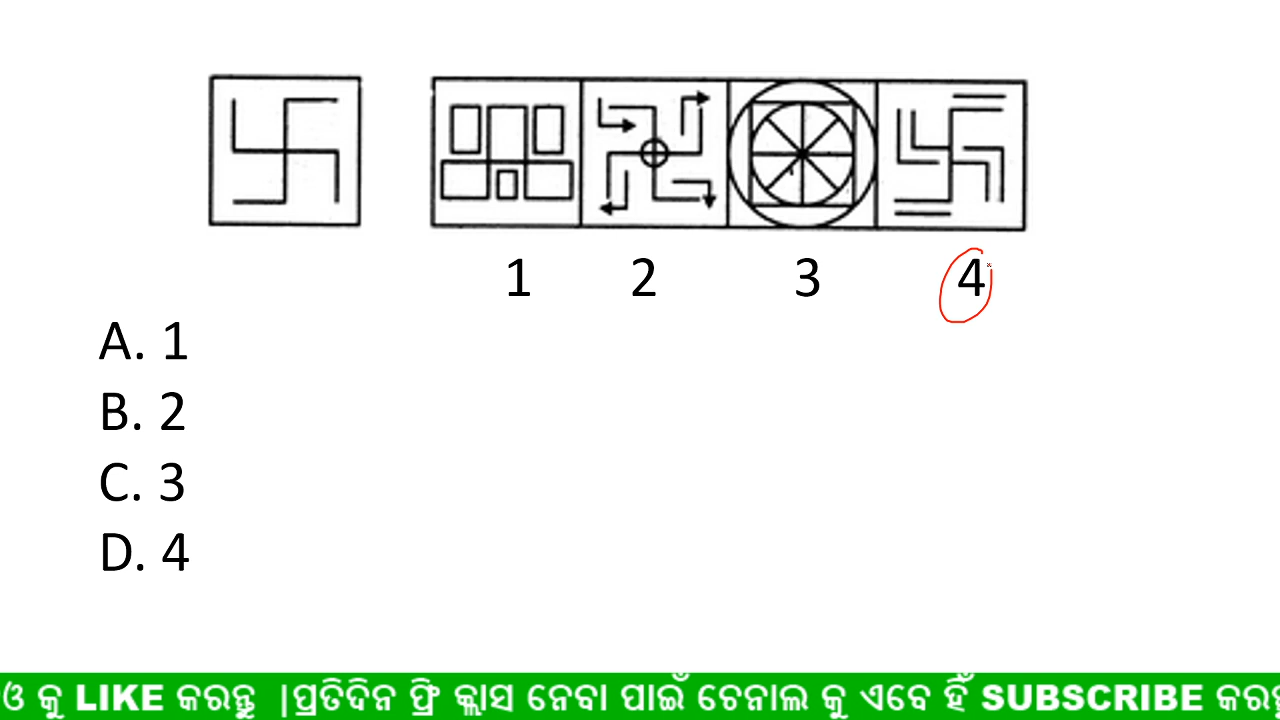 1 2 3 4
A. 1
B. 2
C. 3
D. 4
ଓ କୁ LIKE କରନ୍ତୁ |ପ୍ରତିଦିନ ଫ୍ରି କ୍ଲାସ ନେବା ପାଇଁ ଚେନାଲ କୁ ଏବେ ହିଁ SUBSCRIBE